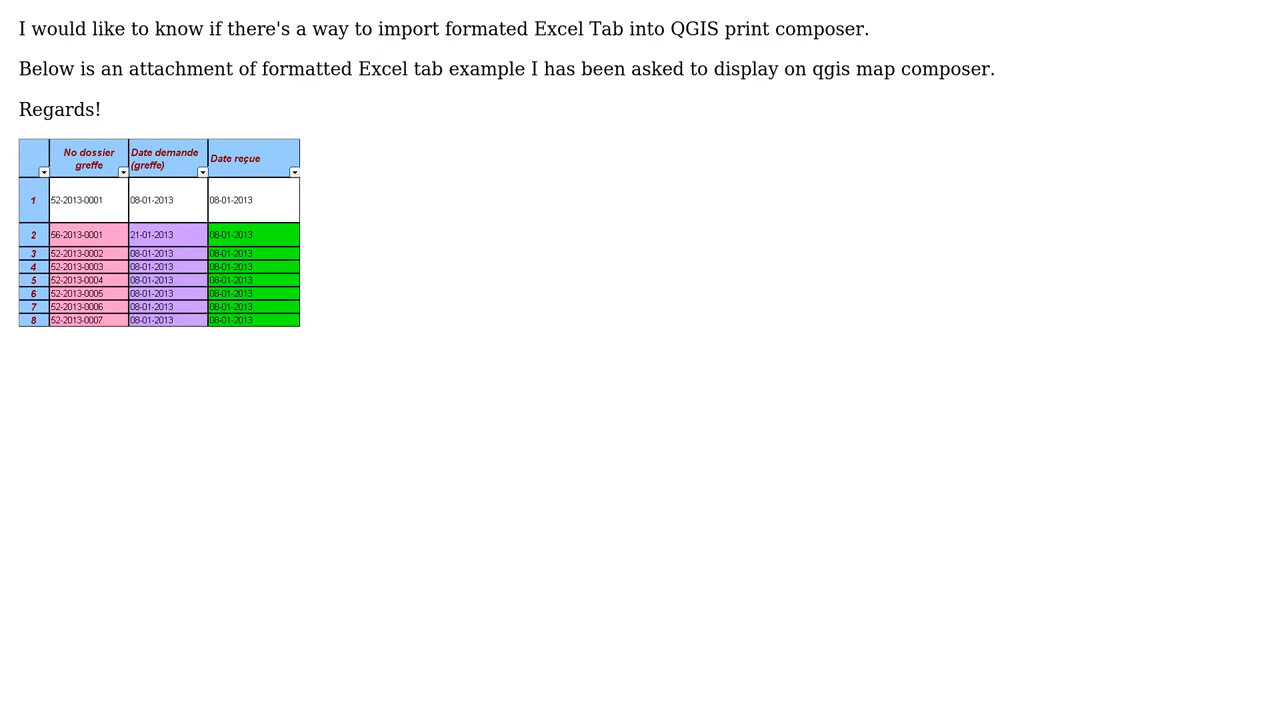 I would like to know if there's a way to import formated Excel Tab into QGIS print composer.
Below is an attachment of formatted Excel tab example I has been asked to display on qgis map composer.
Regards!
No dossier greffe Date demande (greffe) Date reçue
1 52-2013-0001 08-01-2013 08-01-2013
2 56-2013-0001 21-01-2013 08-01-2013
3 52-2013-0002 08-01-2013 08-01-2013
4 52-2013-0003 08-01-2013 08-01-2013
5 52-2013-0004 08-01-2013 08-01-2013
6 52-2013-0005 08-01-2013 08-01-2013
7 52-2013-0006 08-01-2013 08-01-2013
8 52-2013-0007 08-01-2013 08-01-2013